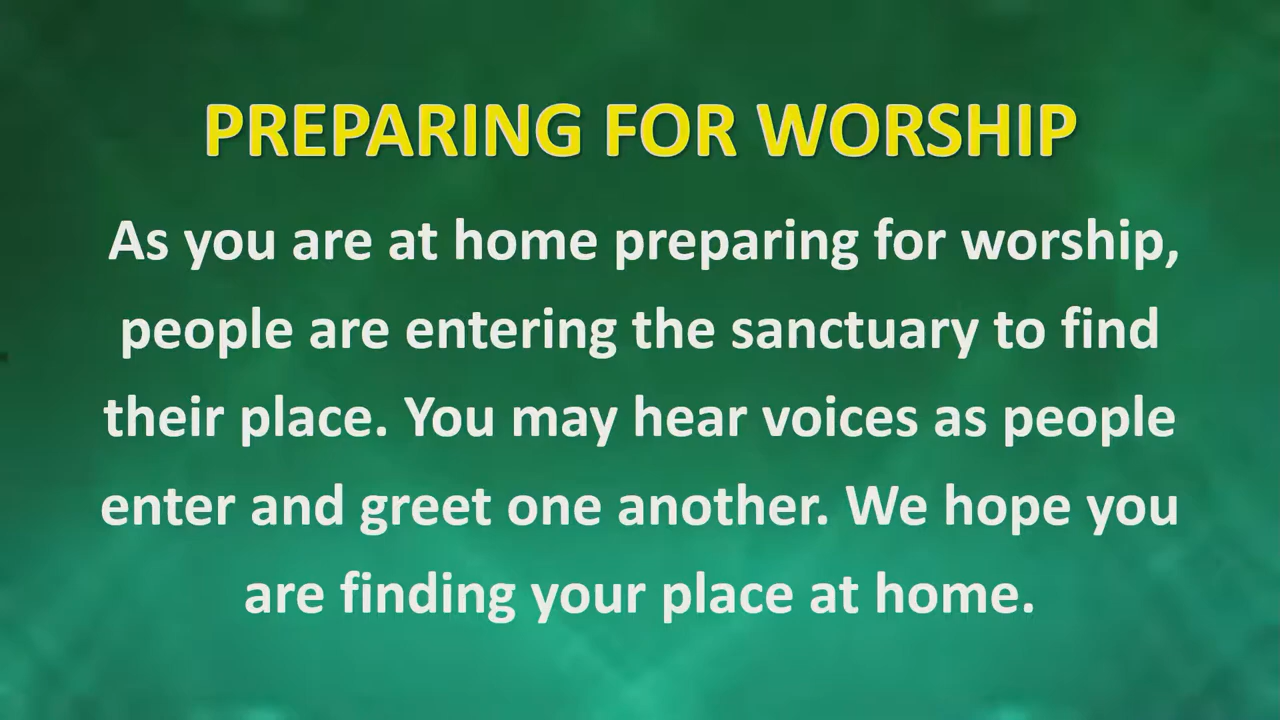 PREPARING FOR WORSHIP
As you are at home preparing for worship,
people are entering the sanctuary to find
their place. You may hear voices as people
enter and greet one another. We hope you
are finding your place at home.